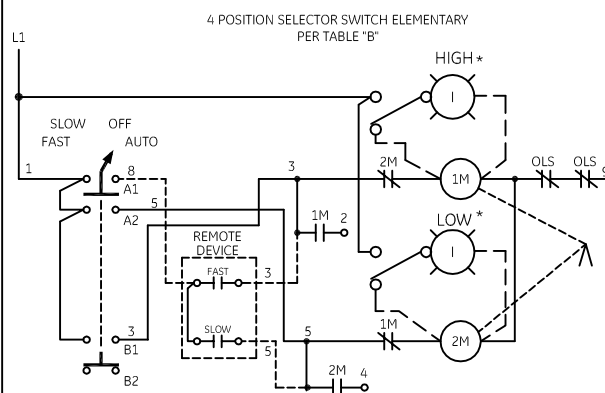 4 POSITION SELECTOR SWITCH ELEMENTARY
PER TABLE "B"
L1
HIGH *
I
SLOW OFF
FAST AUTO
1
8
A1
3
2M
1M
OLS OLS
9
5
A2
1M 2
LOW *
I
REMOTE
DEVICE
FAST
3
SLOW
5
3
B1
5
1M
2M
B2
2M 4